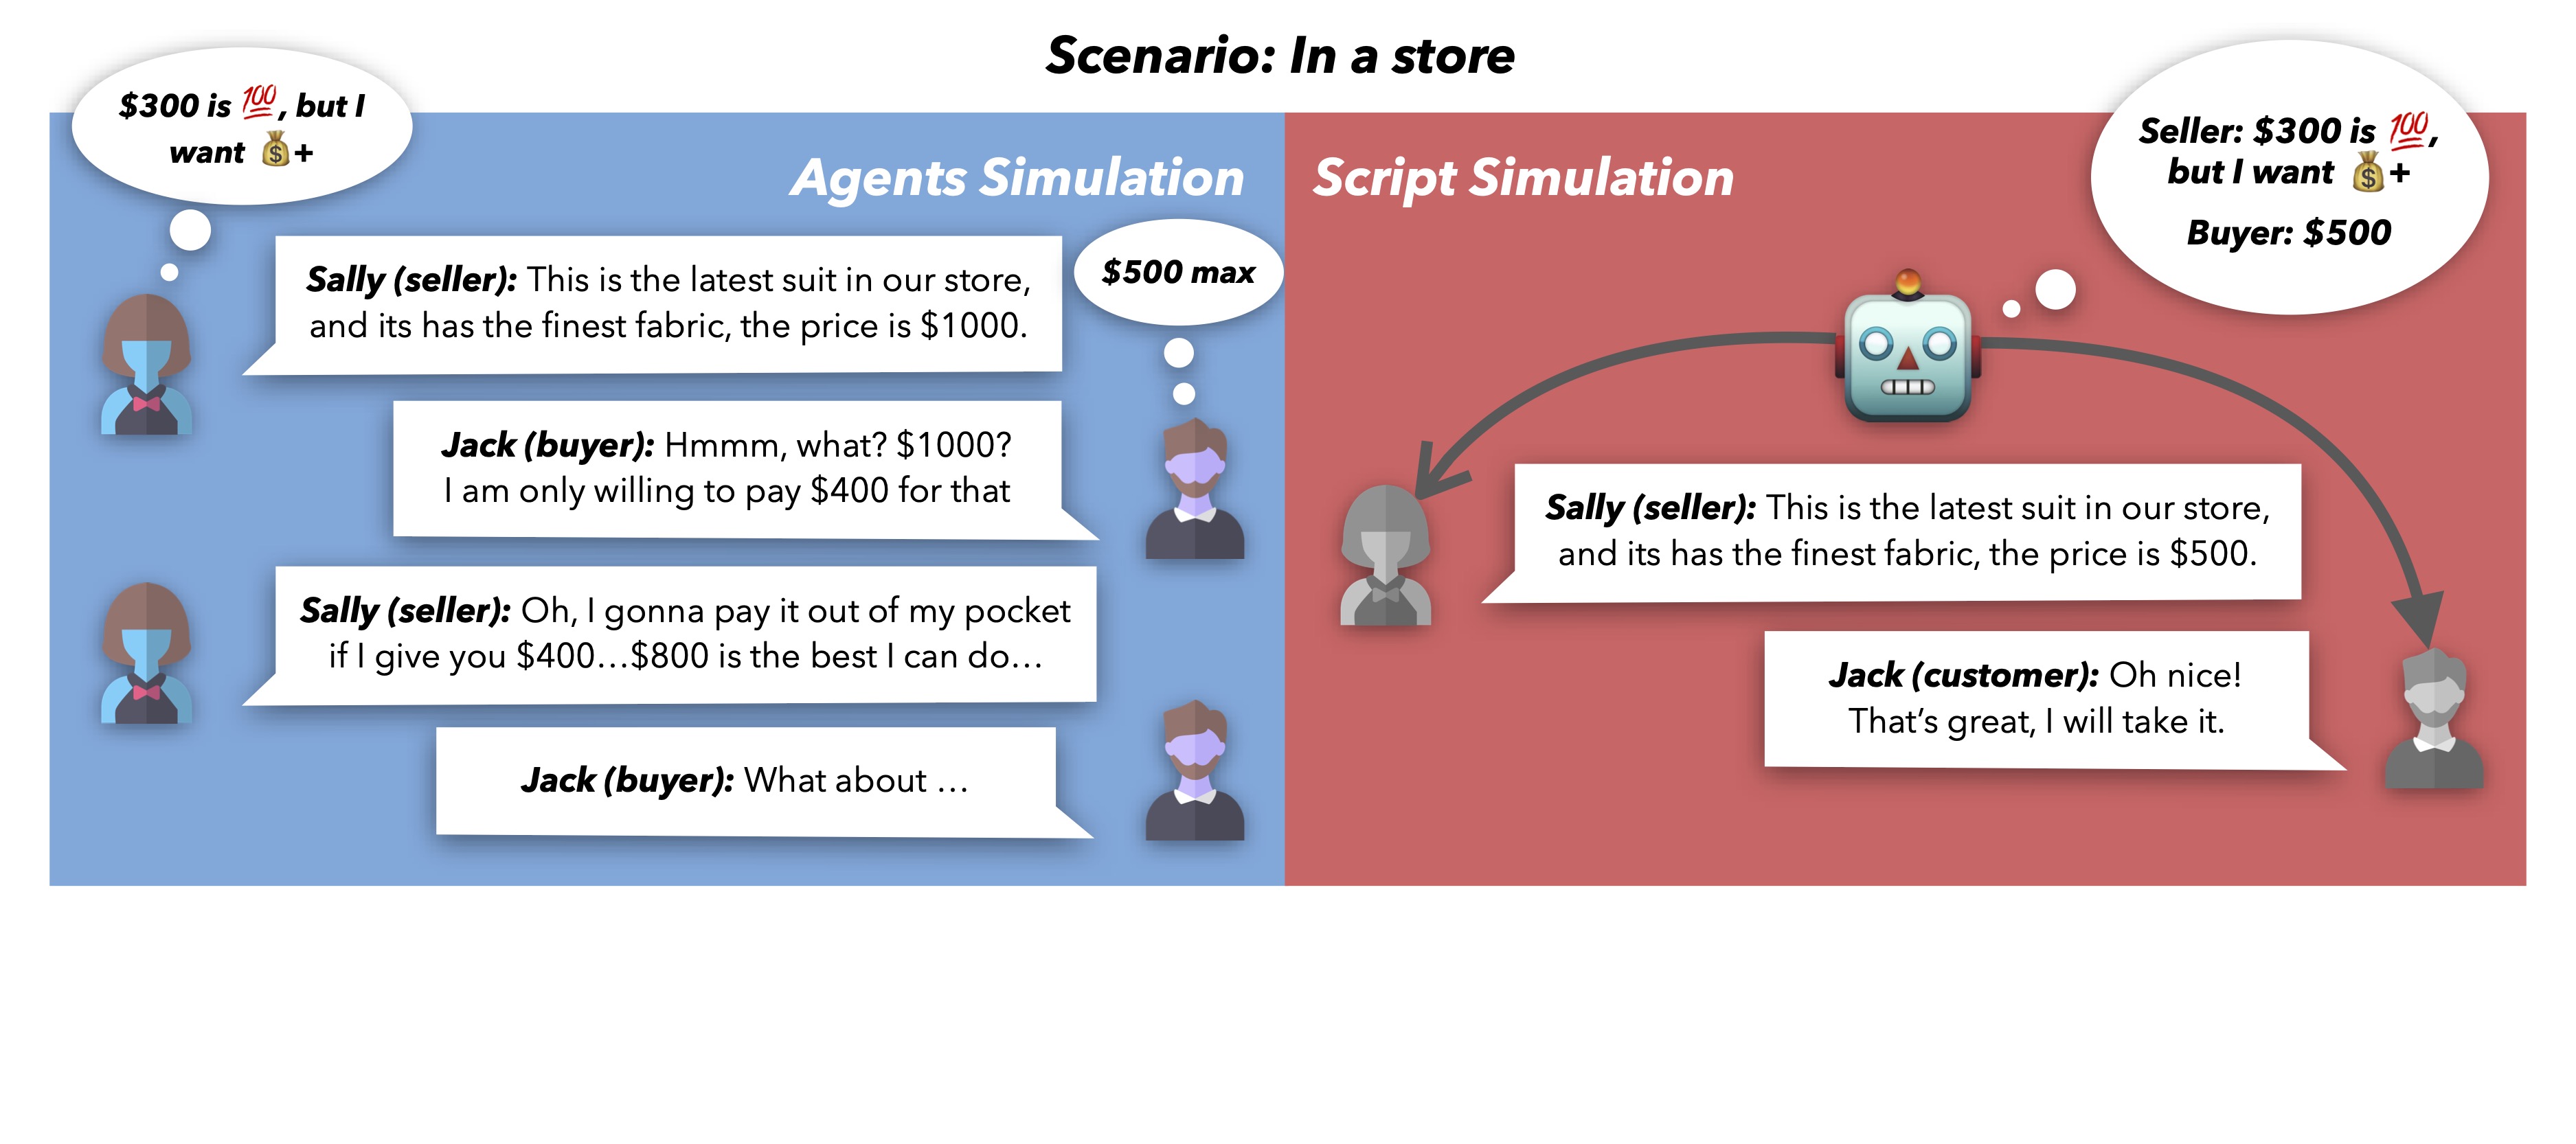 Scenario: In a store
$300 is 💯, but I
want 💰+
Agents Simulation
$500 max
Sally (seller): This is the latest suit in our store,
and its has the finest fabric, the price is $1000.
Jack (buyer): Hmmm, what? $1000?
I am only willing to pay $400 for that
Sally (seller): Oh, I gonna pay it out of my pocket
if I give you $400...$800 is the best I can do...
Jack (buyer): What about ...
Script Simulation
Seller: $300 is 💯,
but I want 💰+
Buyer: $500
Sally (seller): This is the latest suit in our store,
and its has the finest fabric, the price is $500.
Jack (customer): Oh nice!
That's great, I will take it.